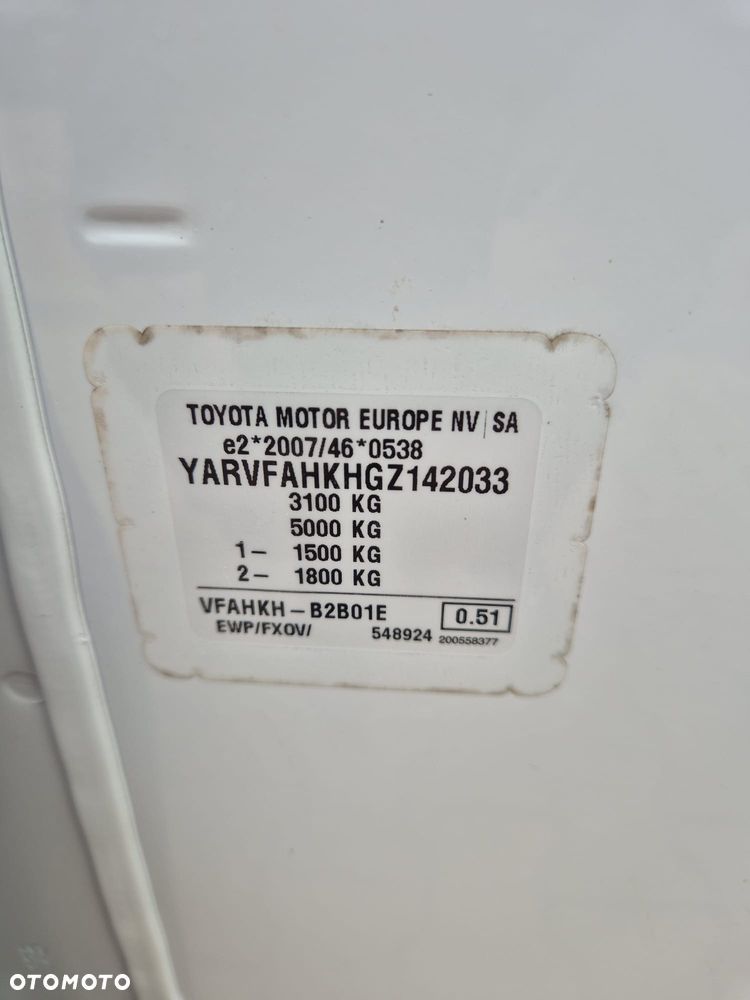 TOYOTA MOTOR EUROPE NV/SA
e2*2007/46*0538
YARVFAHKHGZ142033
3100 KG
5000 KG
1- 1500 KG
2- 1800 KG
VFAHKH-B2B01E 0.51
EWP/FXOV/ 548924 200558377
OTOMOTO